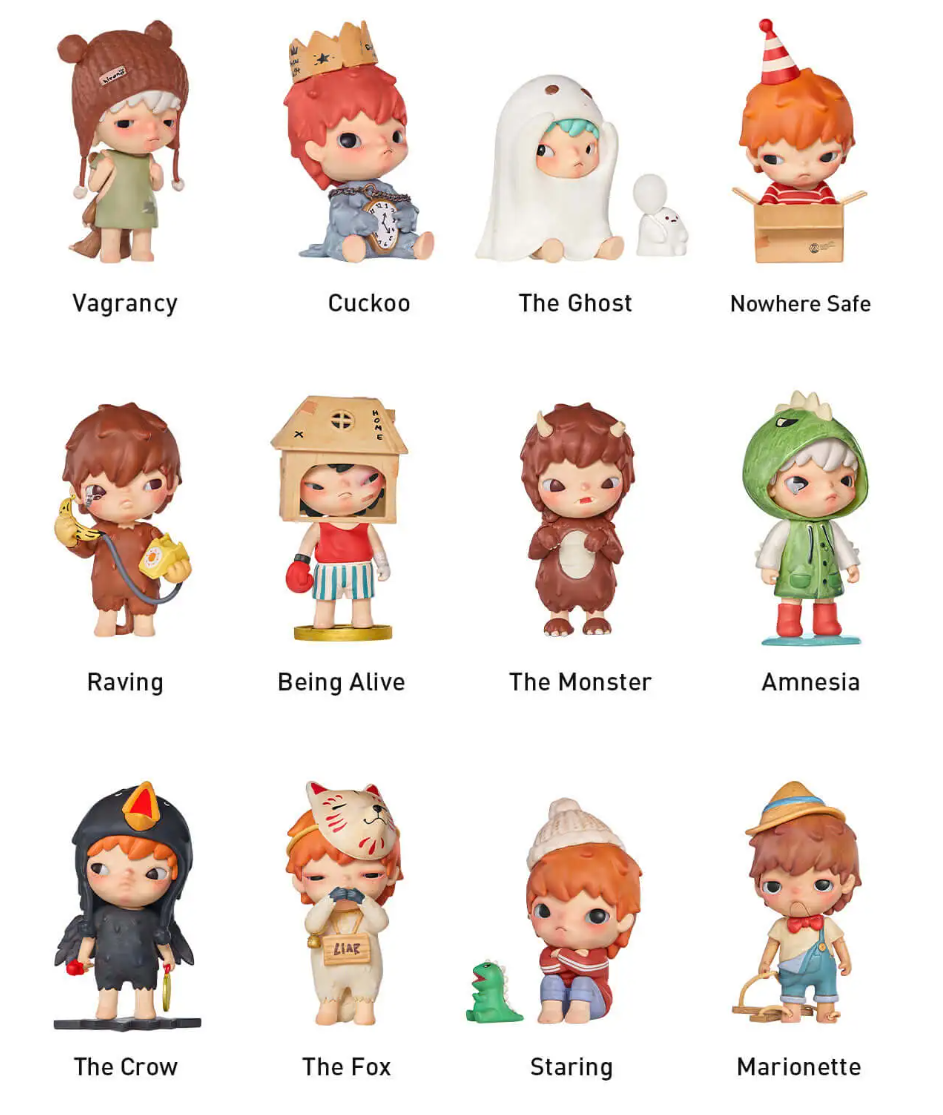 Vagrancy
Cuckoo
The Ghost
Nowhere Safe
HOME
X
Raving
Being Alive
The Monster
Amnesia
LIAR
The Crow
The Fox
Staring
Marionette